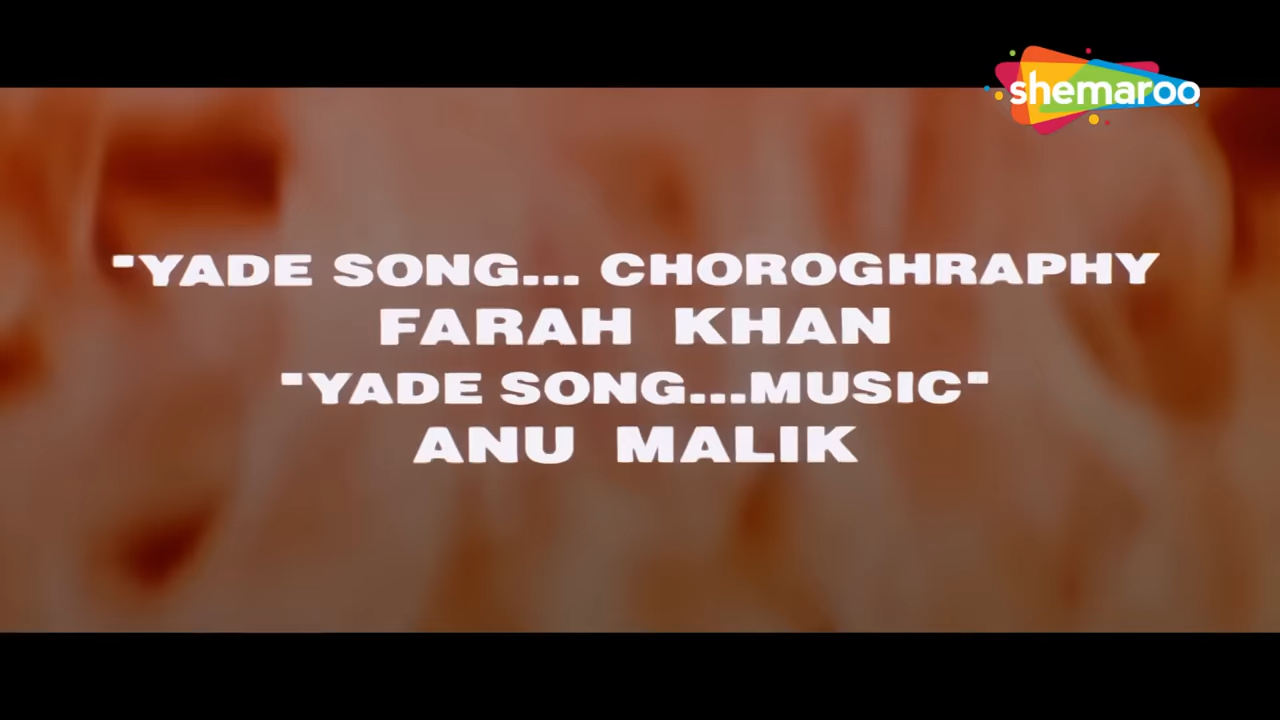 shemaroo
"YADE SONG... CHOROGHRAPHY
FARAH KHAN
"YADE SONG...MUSIC"
ANU MALIK